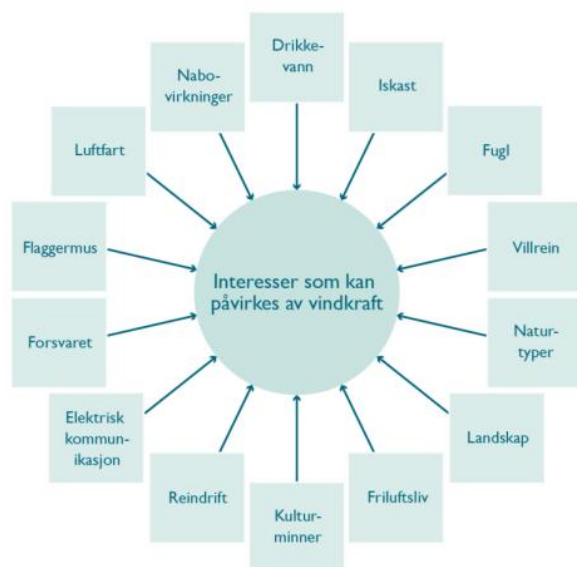 Drikke-
vann
Iskast
Fugl
Villrein
Natur-
typer
Landskap
Friluftsliv
Kultur-
minner
Reindrift
Elektrisk
kommun-
ikasjon
Forsvaret
Flaggermus
Luftfart
Nabo-
virkninger
Interesser som kan
påvirkes av vindkraft